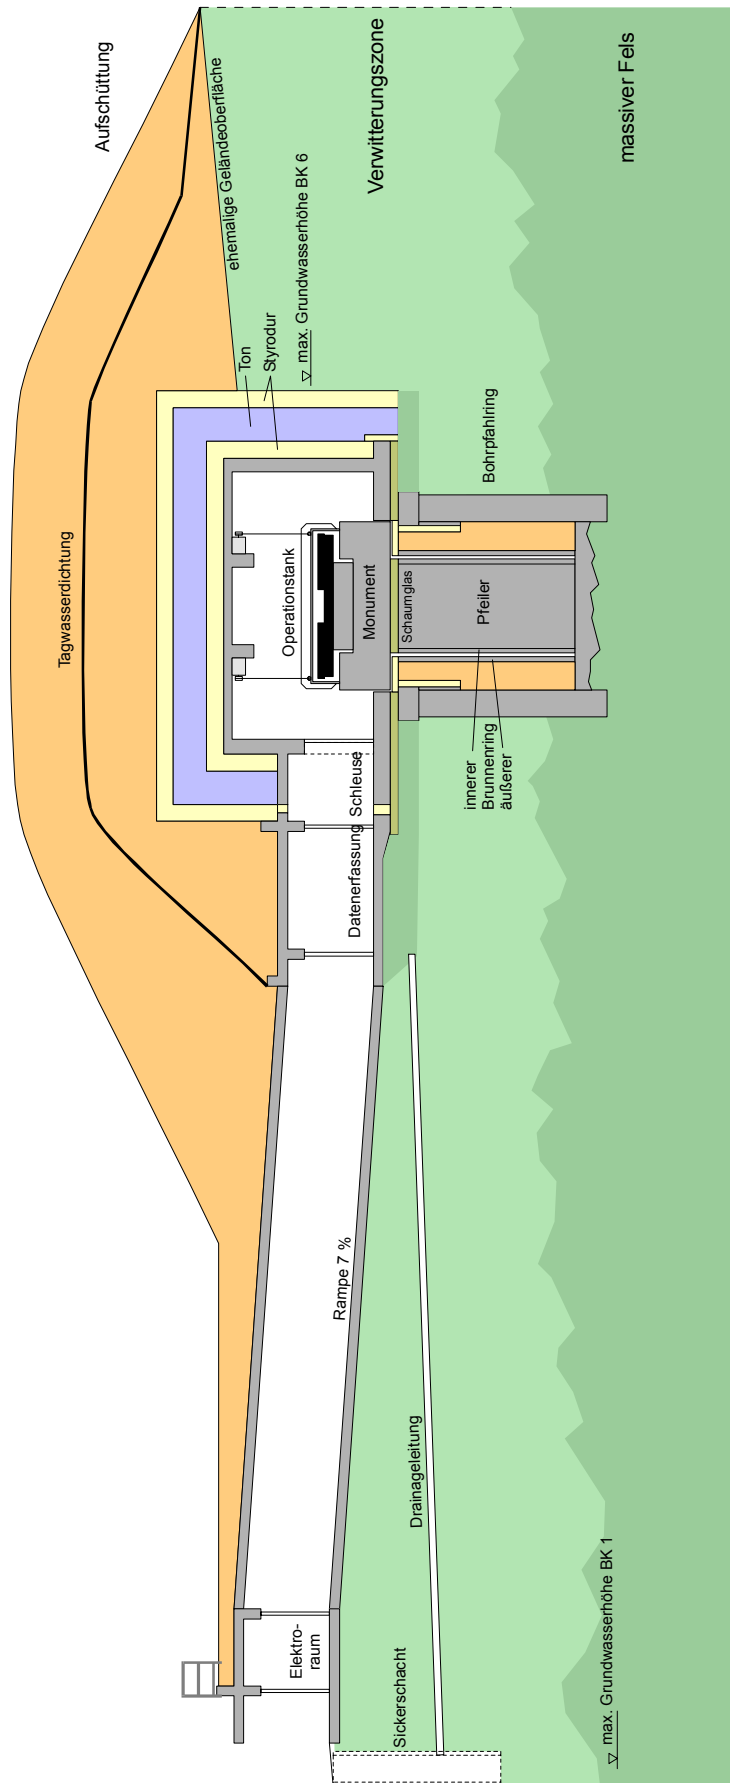 Aufschüttung
Tagwasserdichtung
ehemalige Geländeoberfläche
Verwitterungszone
massiver Fels
max. Grundwasserhöhe BK 6
Ton
Styrodur
Operationstank
Monument
Schaumglas
Pfeiler
Bohrpfahlring
innerer
Brunnenring
äußerer
Schleuse
Datenerfassung
Rampe 7 %
Drainageleitung
Elektro-
raum
Sickerschacht
max. Grundwasserhöhe BK 1